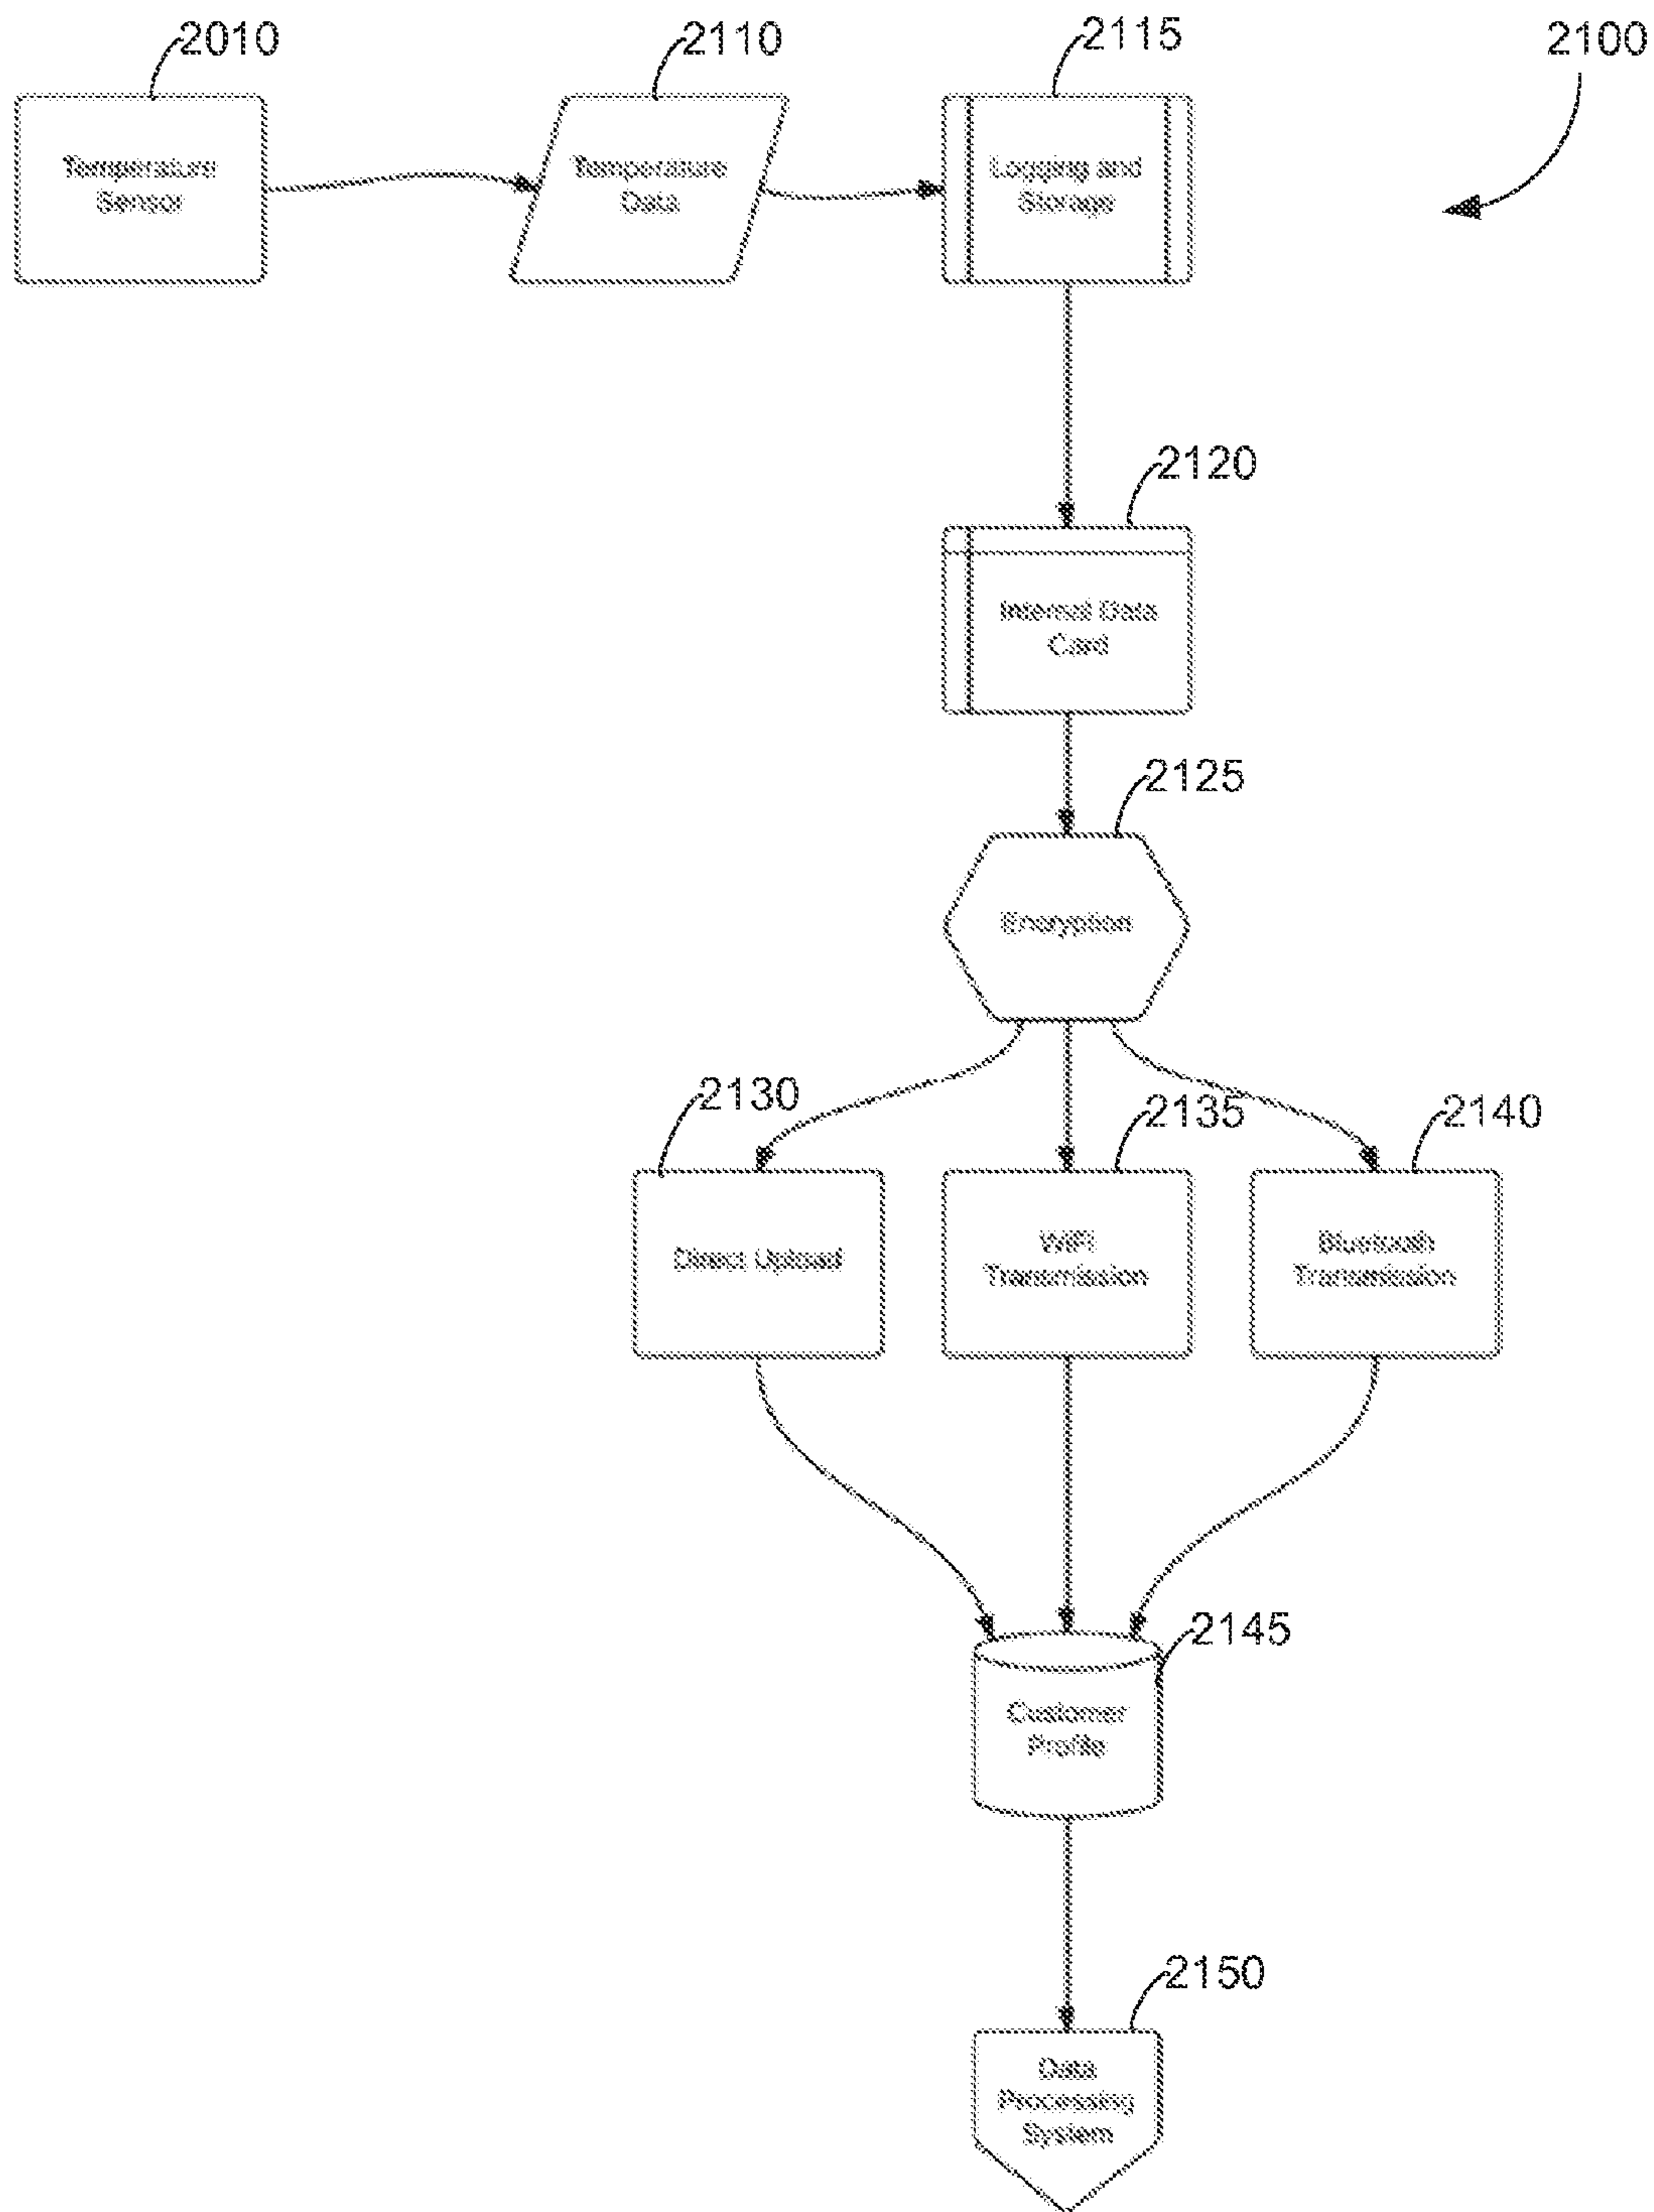 2010
2110
2115
2100
Temperature
Sensor
Temperature
Data
Logging and
Storage
2120
Internal Data
Card
2125
Encryption
2130
2135
2140
Direct Upload
WiFi
Transmission
Bluetooth
Transmission
2145
Customer
Profile
2150
Data
Processing
System